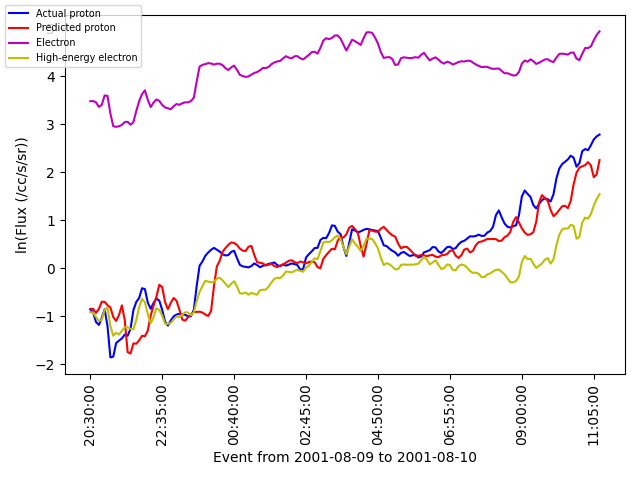 Actual proton
Predicted proton
Electron
High-energy electron
ln(Flux (/cc/s/sr))
4
3
2
1
0
−1
−2
20:30:00
22:35:00
00:40:00
02:45:00
04:50:00
06:55:00
09:00:00
11:05:00
Event from 2001-08-09 to 2001-08-10